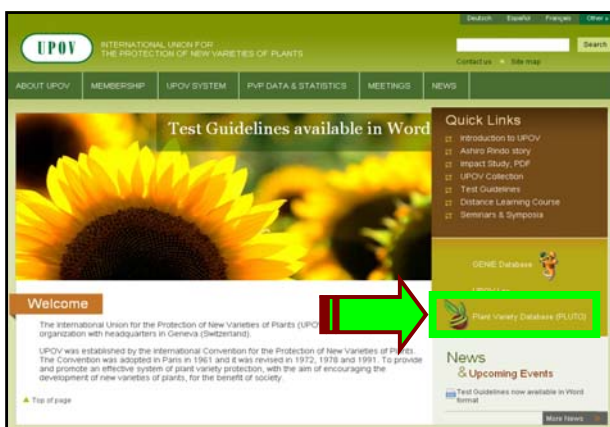 Deutsch Español Français Other
UPOV
INTERNATIONAL UNION FOR
THE PROTECTION OF NEW VARIETIES OF PLANTS
Search
Contact us Site map
ABOUT UPOV MEMBERSHIP UPOV SYSTEM PVP DATA & STATISTICS MEETINGS NEWS
Test Guidelines available in Word
Quick Links
Introduction to UPOV
Ashiro Rindo story
Impact Study, PDF
UPOV Collection
Test Guidelines
Distance Learning Course
Seminars & Symposia
GENIE Database
UPOV Lex
Plant Variety Database (PLUTO)
Welcome
The International Union for the Protection of New Varieties of Plants (UPOV)
organization with headquarters in Geneva (Switzerland).
UPOV was established by the International Convention for the Protection of New Varieties of Plants.
The Convention was adopted in Paris in 1961 and it was revised in 1972, 1978 and 1991. To provide
and promote an effective system of plant variety protection, with the aim of encouraging the
development of new varieties of plants, for the benefit of society.
Top of page
News
& Upcoming Events
Test Guidelines now available in Word
format
More News